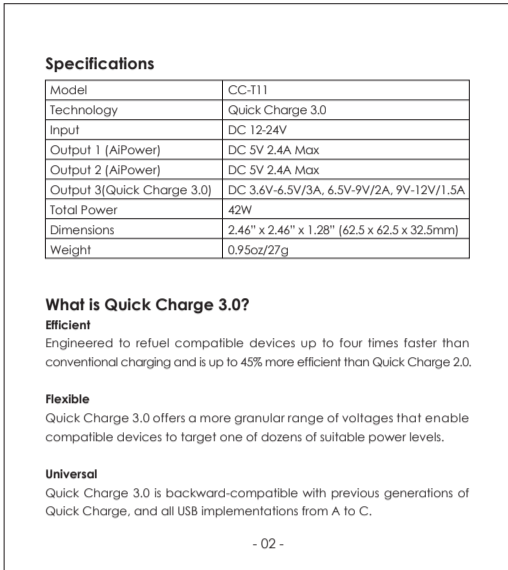 Specifications
Model CC-T11
Technology Quick Charge 3.0
Input DC 12-24V
Output 1 (AiPower) DC 5V 2.4A Max
Output 2 (AiPower) DC 5V 2.4A Max
Output 3(Quick Charge 3.0) DC 3.6V-6.5V/3A, 6.5V-9V/2A, 9V-12V/1.5A
Total Power 42W
Dimensions 2.46" x 2.46" x 1.28" (62.5 x 62.5 x 32.5mm)
Weight 0.95oz/27g
What is Quick Charge 3.0?
Efficient
Engineered to refuel compatible devices up to four times faster than
conventional charging and is up to 45% more efficient than Quick Charge 2.0.
Flexible
Quick Charge 3.0 offers a more granular range of voltages that enable
compatible devices to target one of dozens of suitable power levels.
Universal
Quick Charge 3.0 is backward-compatible with previous generations of
Quick Charge, and all USB implementations from A to C.
- 02 -